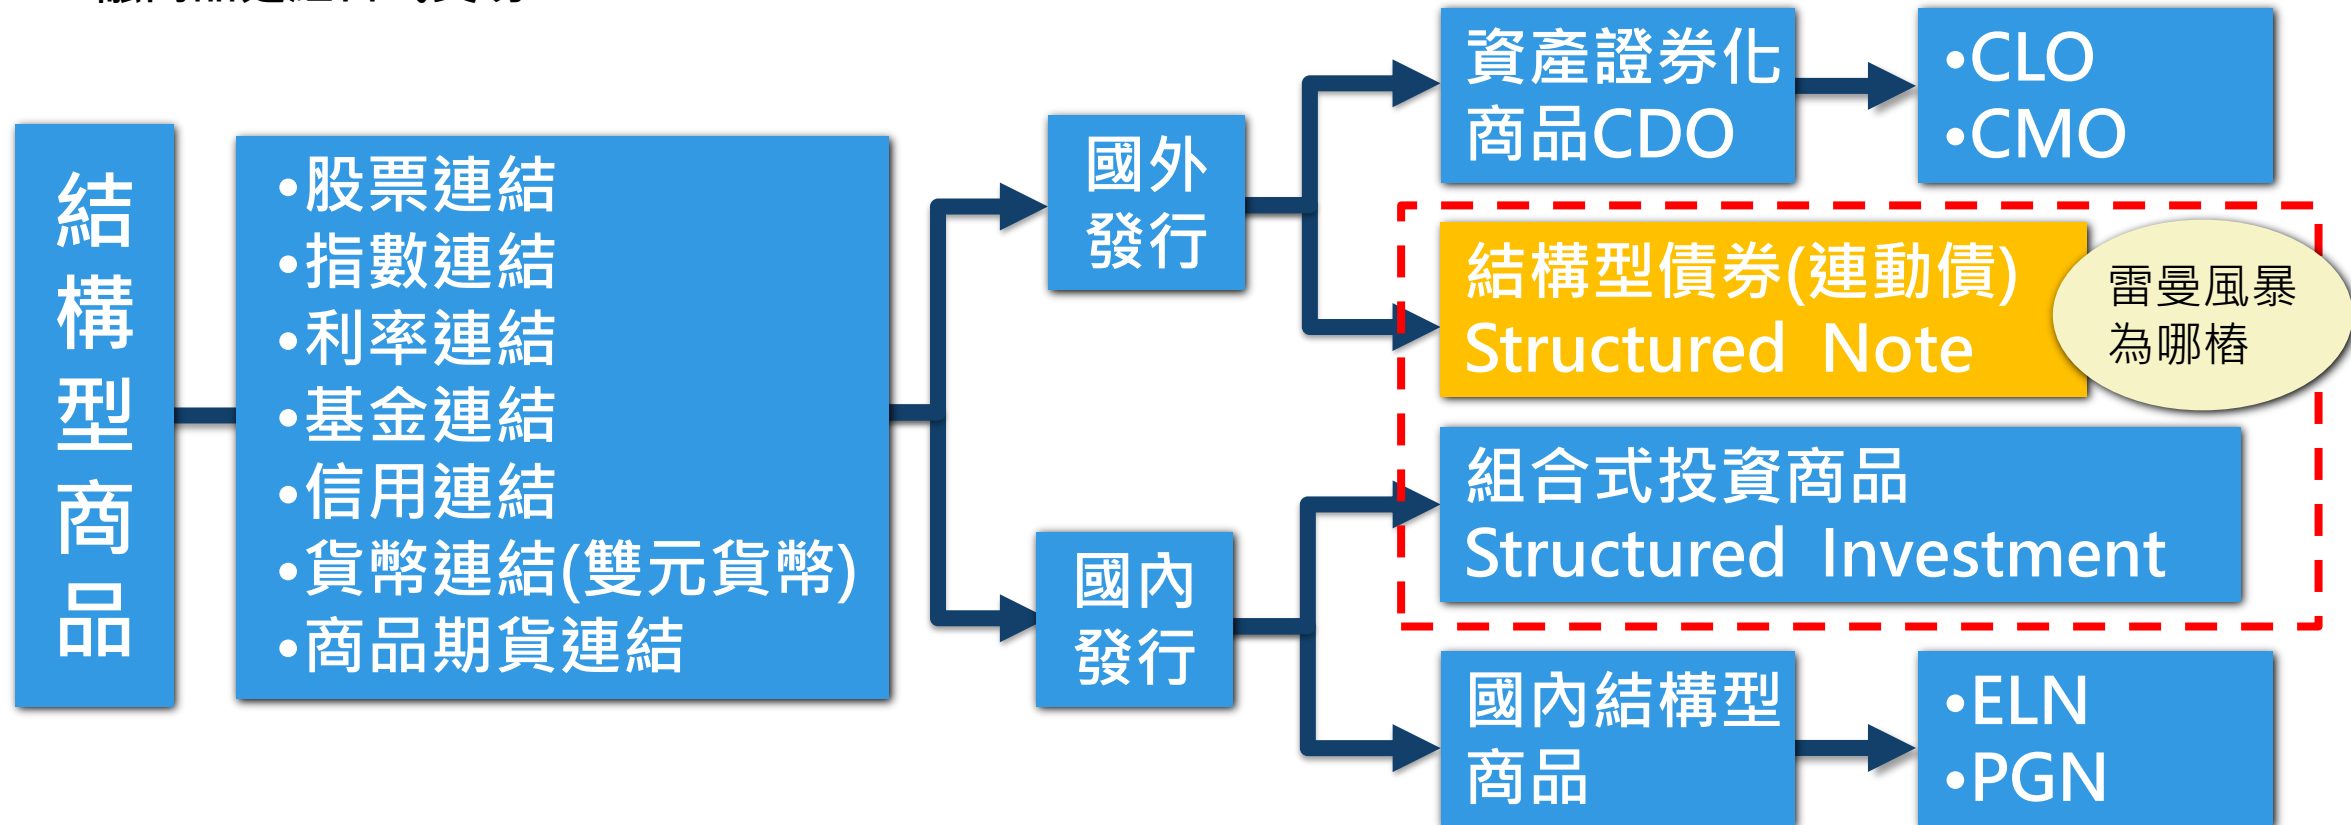 結
構
型
商
品
•股票連結
•指數連結
•利率連結
•基金連結
•信用連結
•貨幣連結(雙元貨幣)
•商品期貨連結
國外
發行
國內
發行
資產證券化
商品CDO
•CLO
•CMO
結構型債券(連動債)
Structured Note
雷曼風暴
為哪樁
組合式投資商品
Structured Investment
國內結構型
商品
•ELN
•PGN